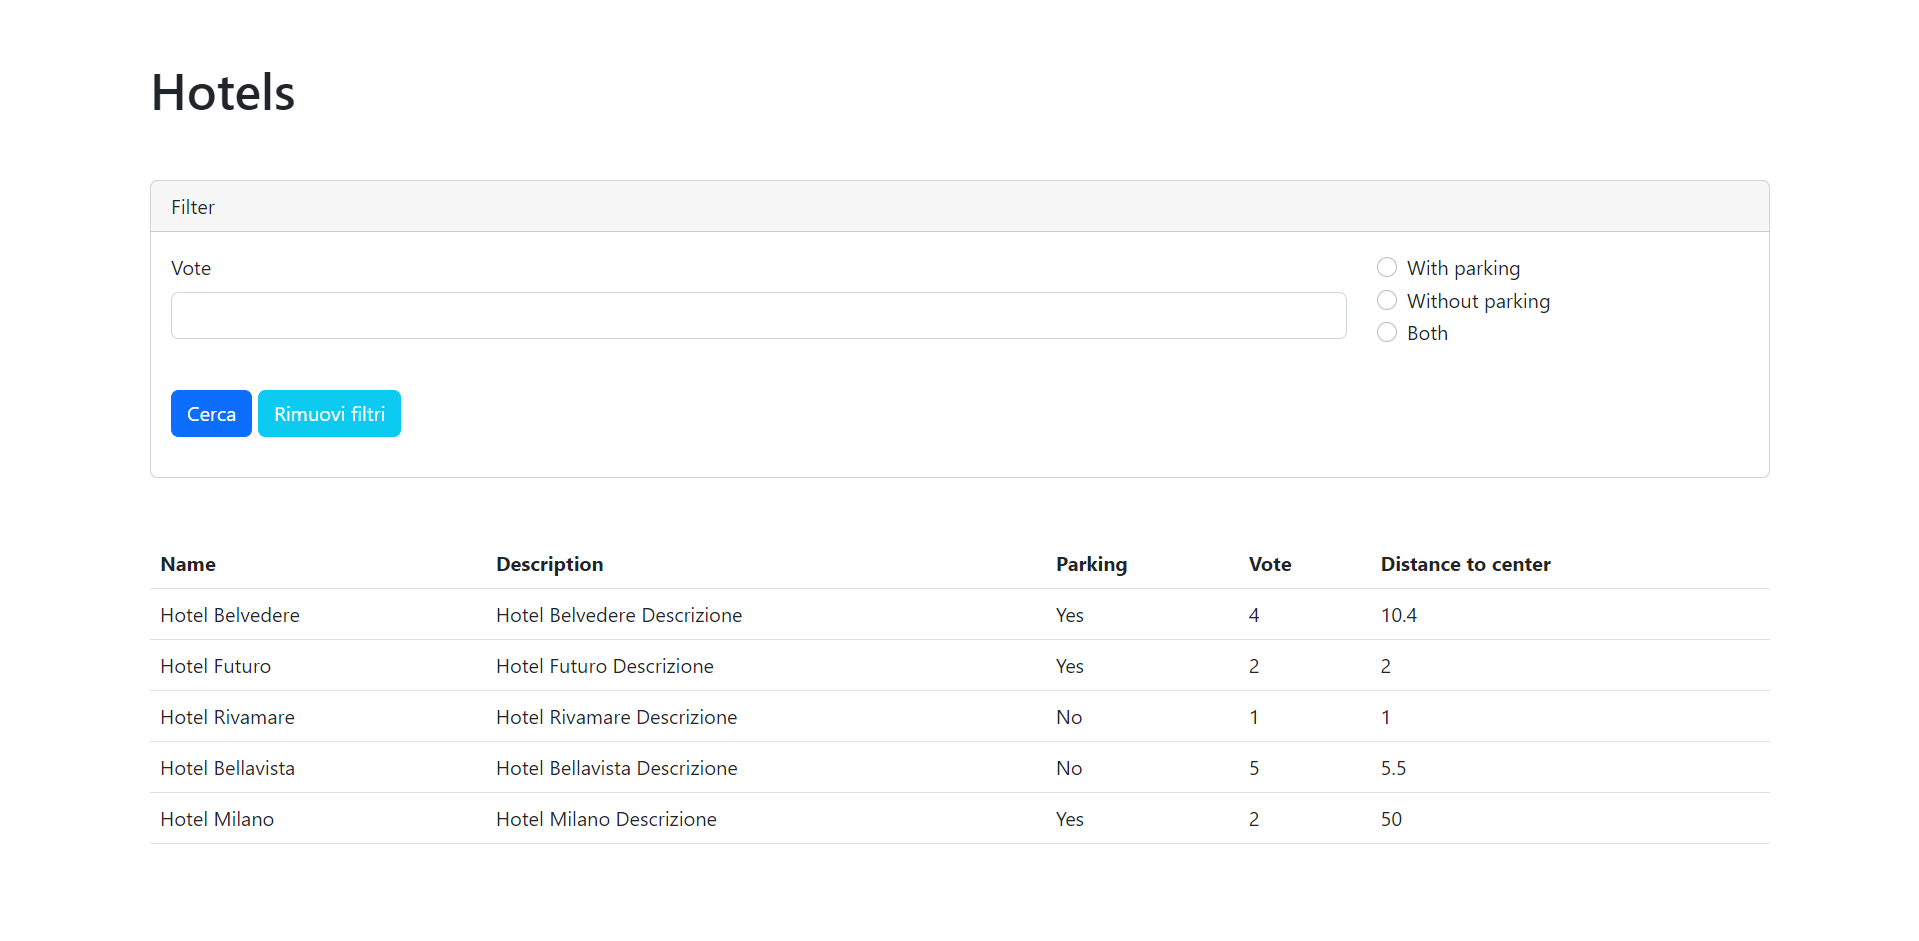 Hotels
Filter
Vote
With parking
Without parking
Both
Cerca Rimuovi filtri
Name Description Parking Vote Distance to center
Hotel Belvedere Hotel Belvedere Descrizione Yes 4 10.4
Hotel Futuro Hotel Futuro Descrizione Yes 2 2
Hotel Rivamare Hotel Rivamare Descrizione No 1 1
Hotel Bellavista Hotel Bellavista Descrizione No 5 5.5
Hotel Milano Hotel Milano Descrizione Yes 2 50